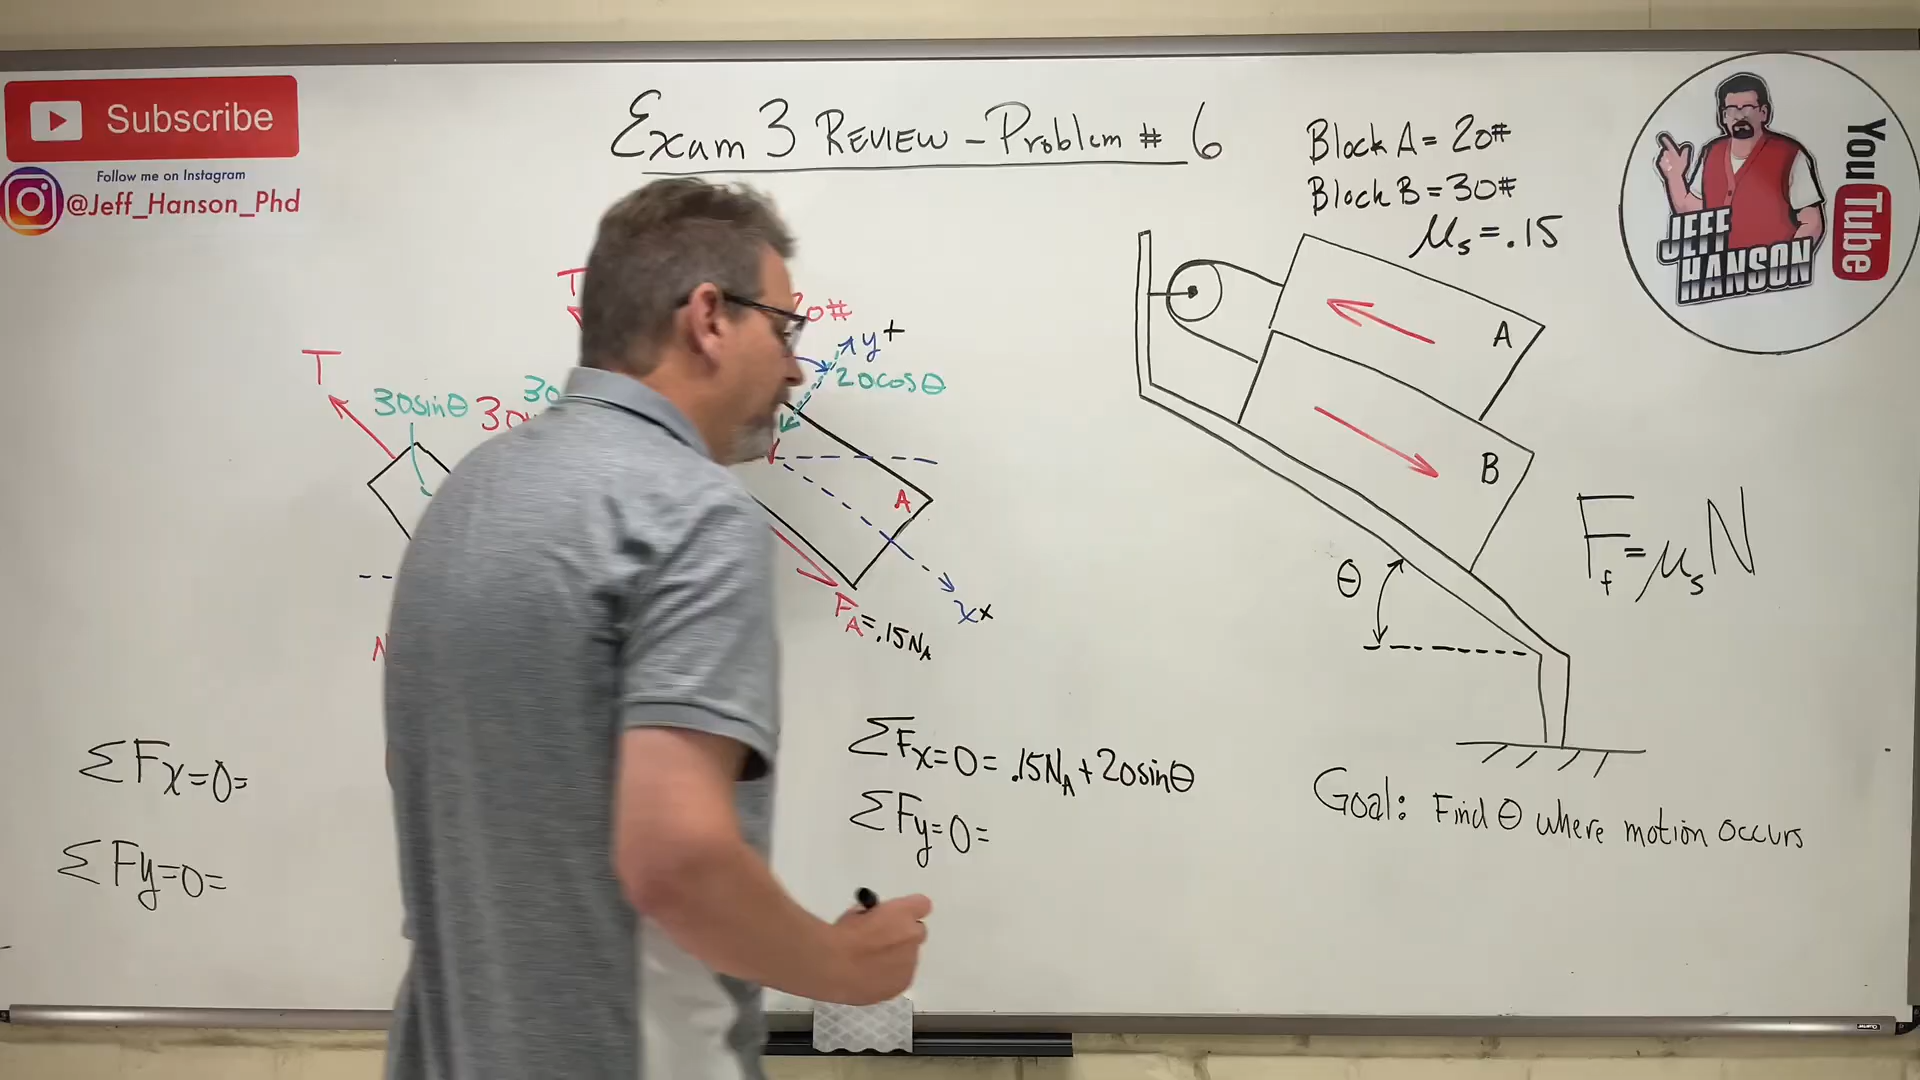 Subscribe
Follow me on Instagram
@Jeff_Hanson_Phd
Exam 3 REVIEW - Problem # 6
Block A = 20#
Block B = 30#
μs = .15
JEFF
HANSON
YouTube
T
T
30sinθ
20cosθ
y+
A
x
FA = .15NA
A
B
θ
Ff = μsN
ΣFx=0=
ΣFy=0=
ΣFx=0= .15NA + 20sinθ
ΣFy=0=
Goal: Find θ where motion occurs